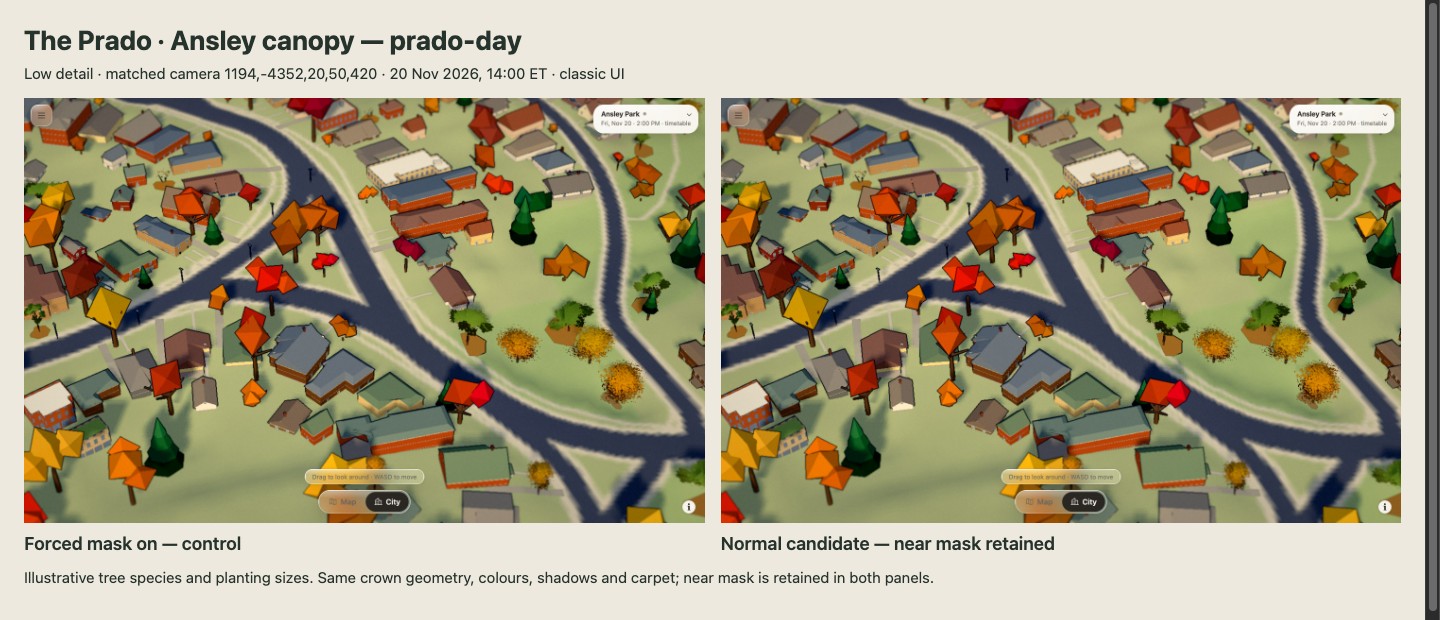 The Prado · Ansley canopy — prado-day
Low detail · matched camera 1194,-4352,20,50,420 · 20 Nov 2026, 14:00 ET · classic UI
Ansley Park
Fri, Nov 20 · 2:00 PM · timetable
Drag to look around · WASD to move
Map
City
Ansley Park
Fri, Nov 20 · 2:00 PM · timetable
Drag to look around · WASD to move
Map
City
Forced mask on — control
Normal candidate — near mask retained
Illustrative tree species and planting sizes. Same crown geometry, colours, shadows and carpet; near mask is retained in both panels.